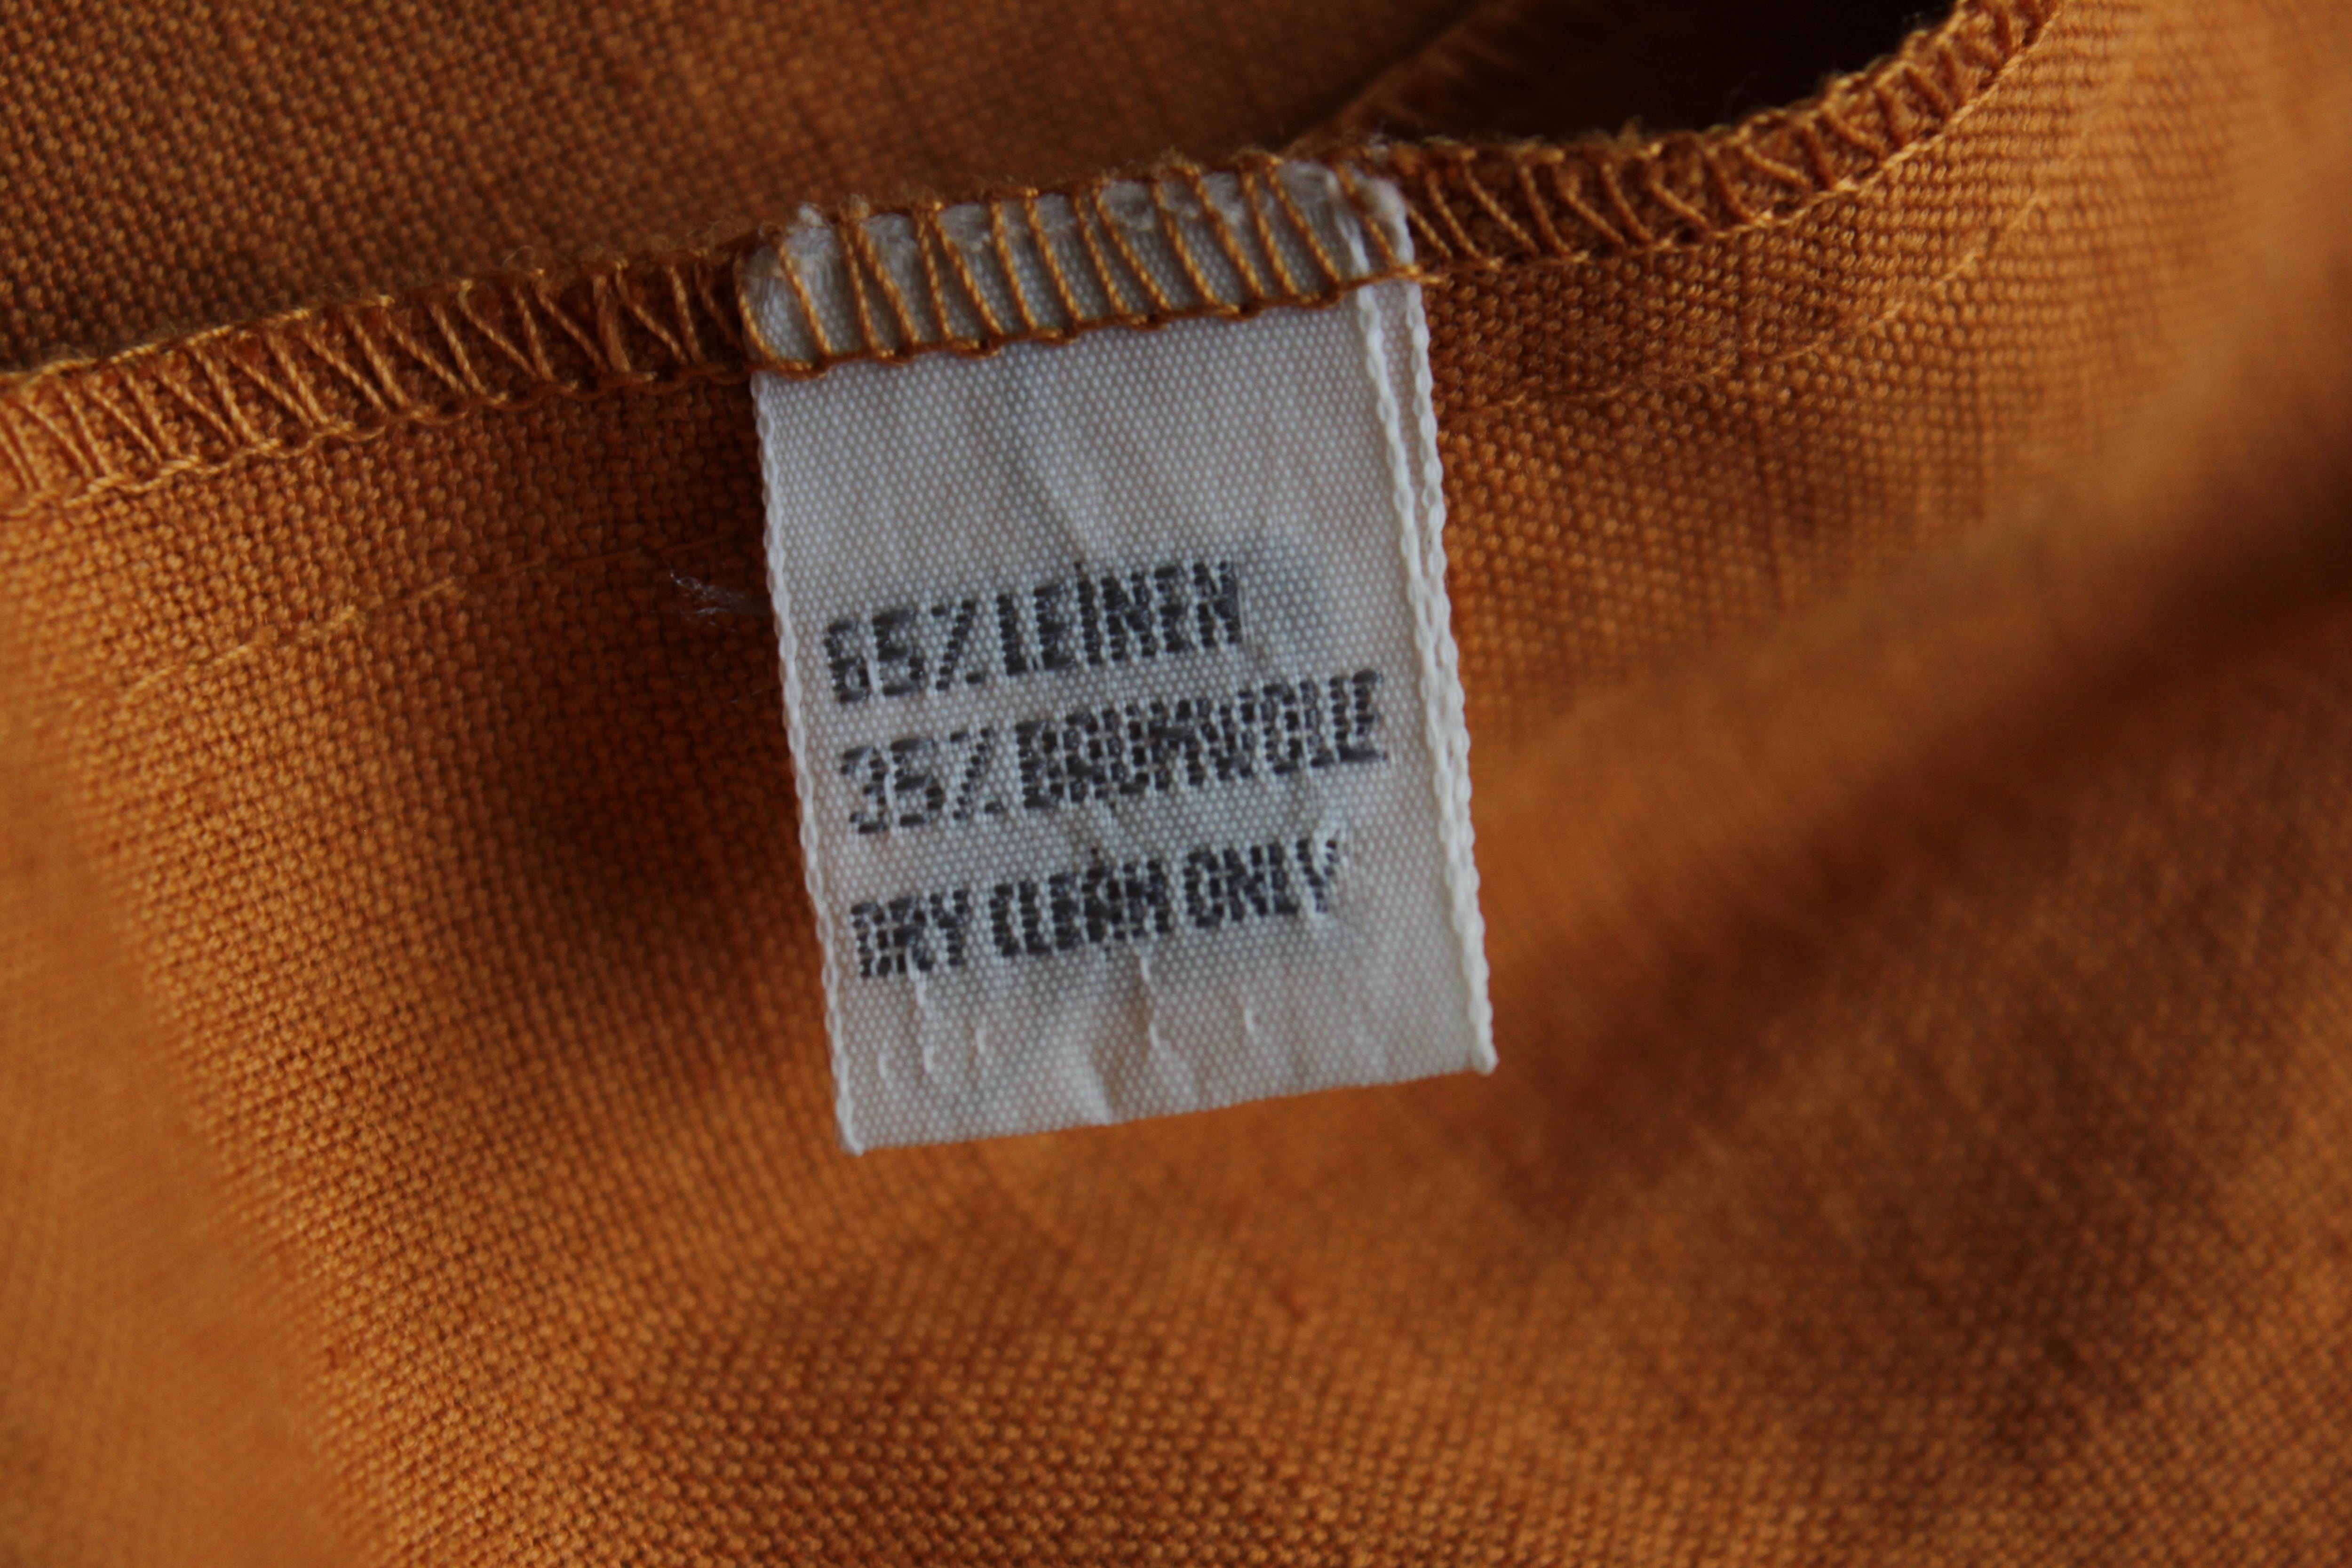 65% LEINEN
35% BAUMWOLLE
DRY CLEAN ONLY